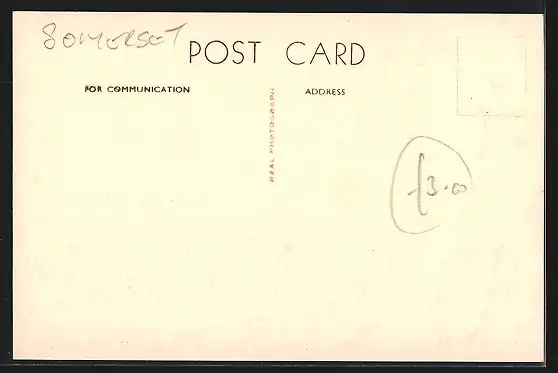 SOMERSET
POST CARD
FOR COMMUNICATION
ADDRESS
REAL PHOTOGRAPH
£3.00